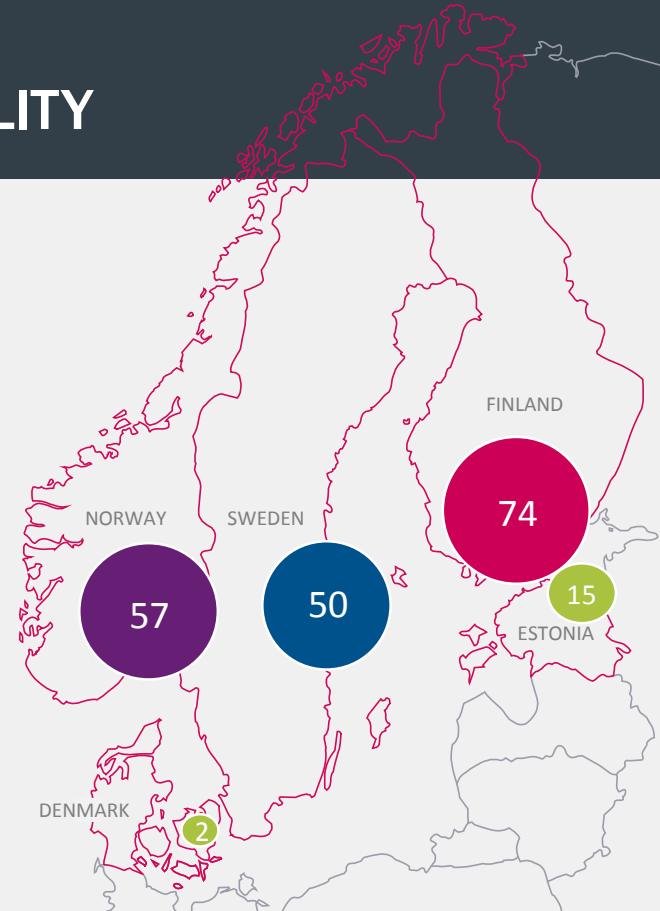 LITY
FINLAND
74
NORWAY
SWEDEN
57
50
15
ESTONIA
DENMARK
2